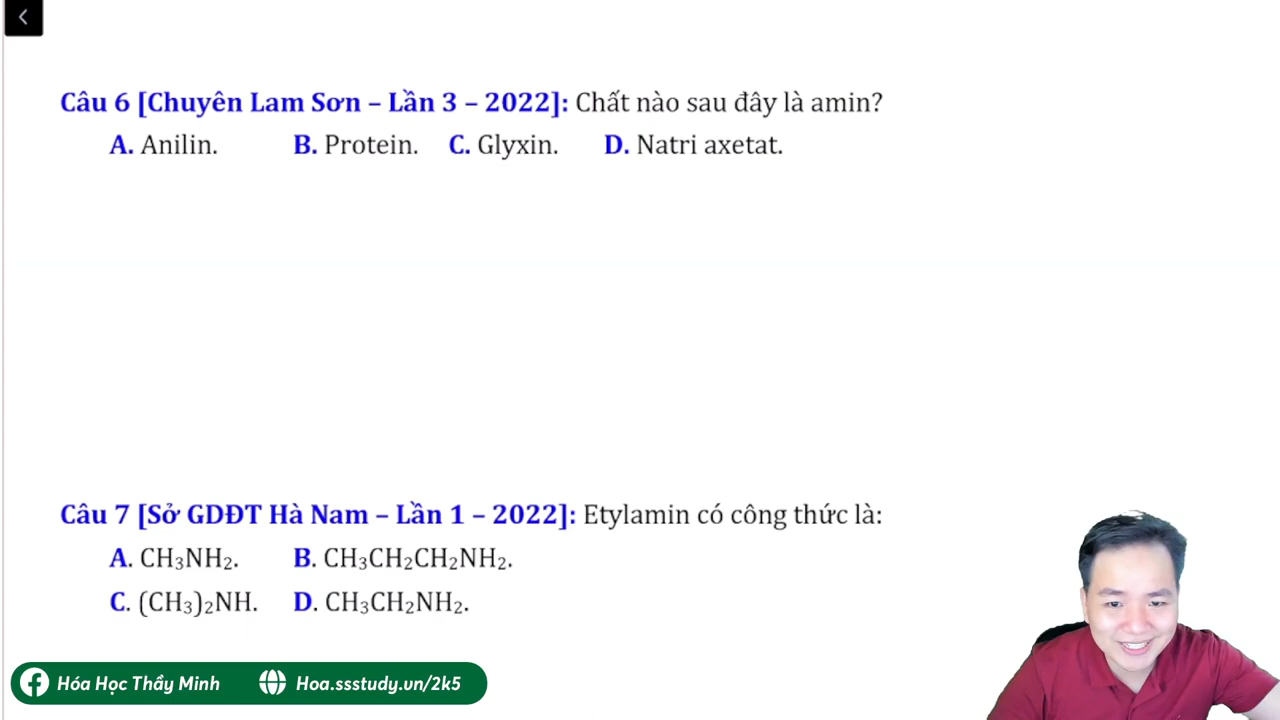 Câu 6 [Chuyên Lam Sơn – Lần 3 – 2022]: Chất nào sau đây là amin?
A. Anilin. B. Protein. C. Glyxin. D. Natri axetat.
Câu 7 [Sở GDĐT Hà Nam – Lần 1 – 2022]: Etylamin có công thức là:
A. CH₃NH₂. B. CH₃CH₂CH₂NH₂.
C. (CH₃)₂NH. D. CH₃CH₂NH₂.
Hóa Học Thầy Minh Hoa.ssstudy.vn/2k5